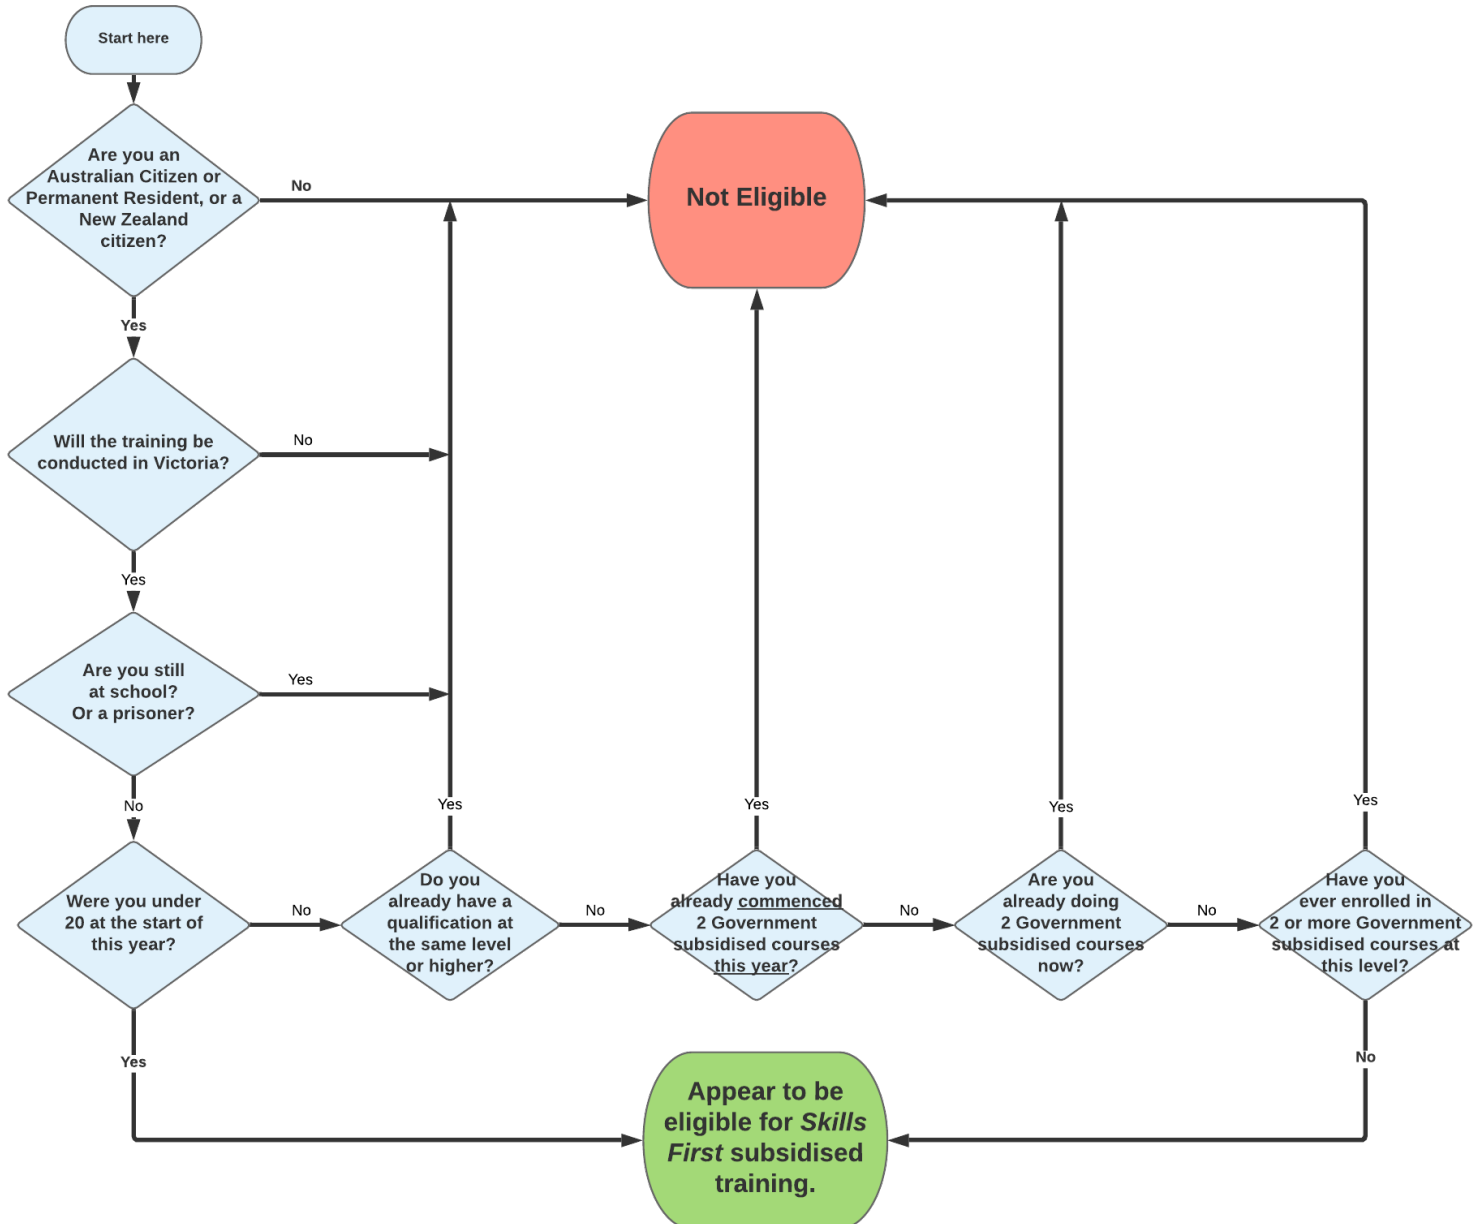 Start here
Are you an
Australian Citizen or
Permanent Resident, or a
New Zealand
citizen?
No
Not Eligible
Yes
Will the training be
conducted in Victoria?
No
Yes
Are you still
at school?
Or a prisoner?
Yes
No
Yes
Yes
Yes
Yes
Were you under
20 at the start of
this year?
No
Do you
already have a
qualification at
the same level
or higher?
No
Have you
already commenced
2 Government
subsidised courses
this year?
No
Are you
already doing
2 Government
subsidised courses
now?
No
Have you
ever enrolled in
2 or more Government
subsidised courses at
this level?
Yes
No
Appear to be
eligible for Skills
First subsidised
training.